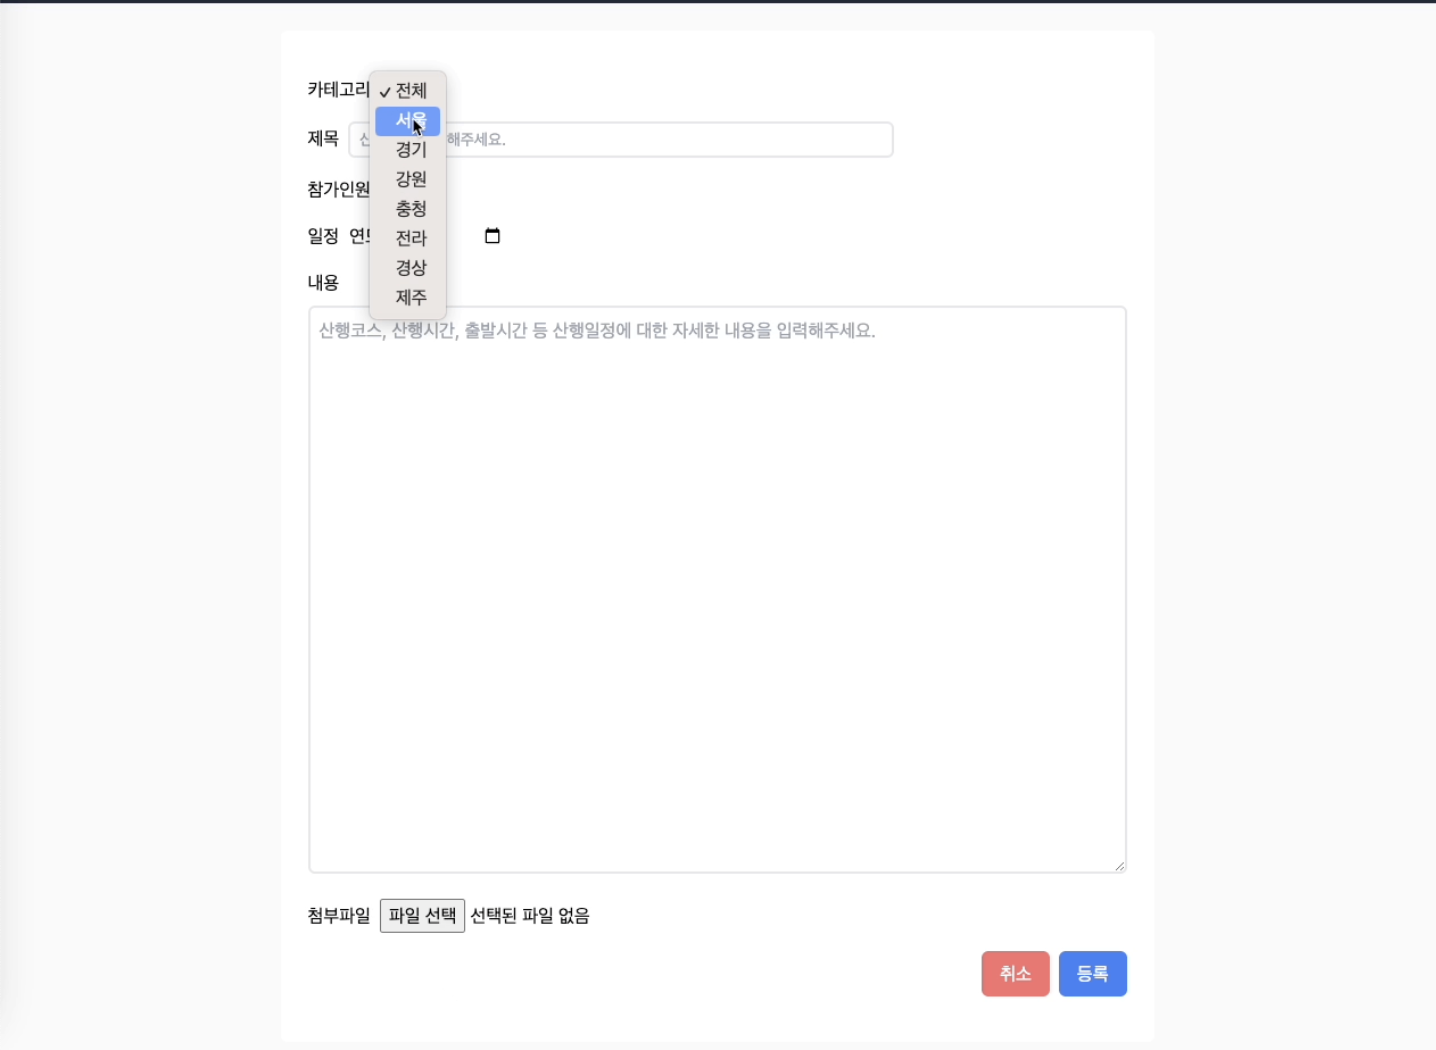 카테고리
✓ 전체
서울
경기
강원
충청
전라
경상
제주
제목 해주세요.
참가인원
일정
내용
산행코스, 산행시간, 출발시간 등 산행일정에 대한 자세한 내용을 입력해주세요.
첨부파일 파일 선택 선택된 파일 없음
취소 등록